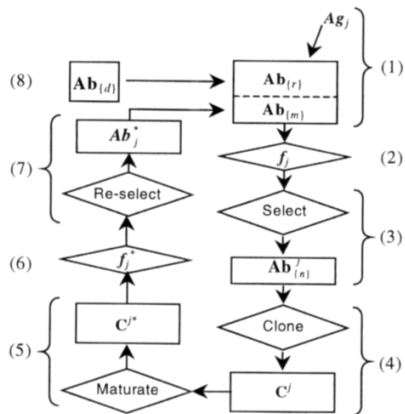 Ag_j
(1)
(8) Ab_{d} Ab_{r}
Ab_{m}
Ab*_j
f_j (2)
(7)
Re-select Select
(3)
(6) f_j* Ab^j_{n}
C^{j*} Clone
(5) (4)
Maturate C^j